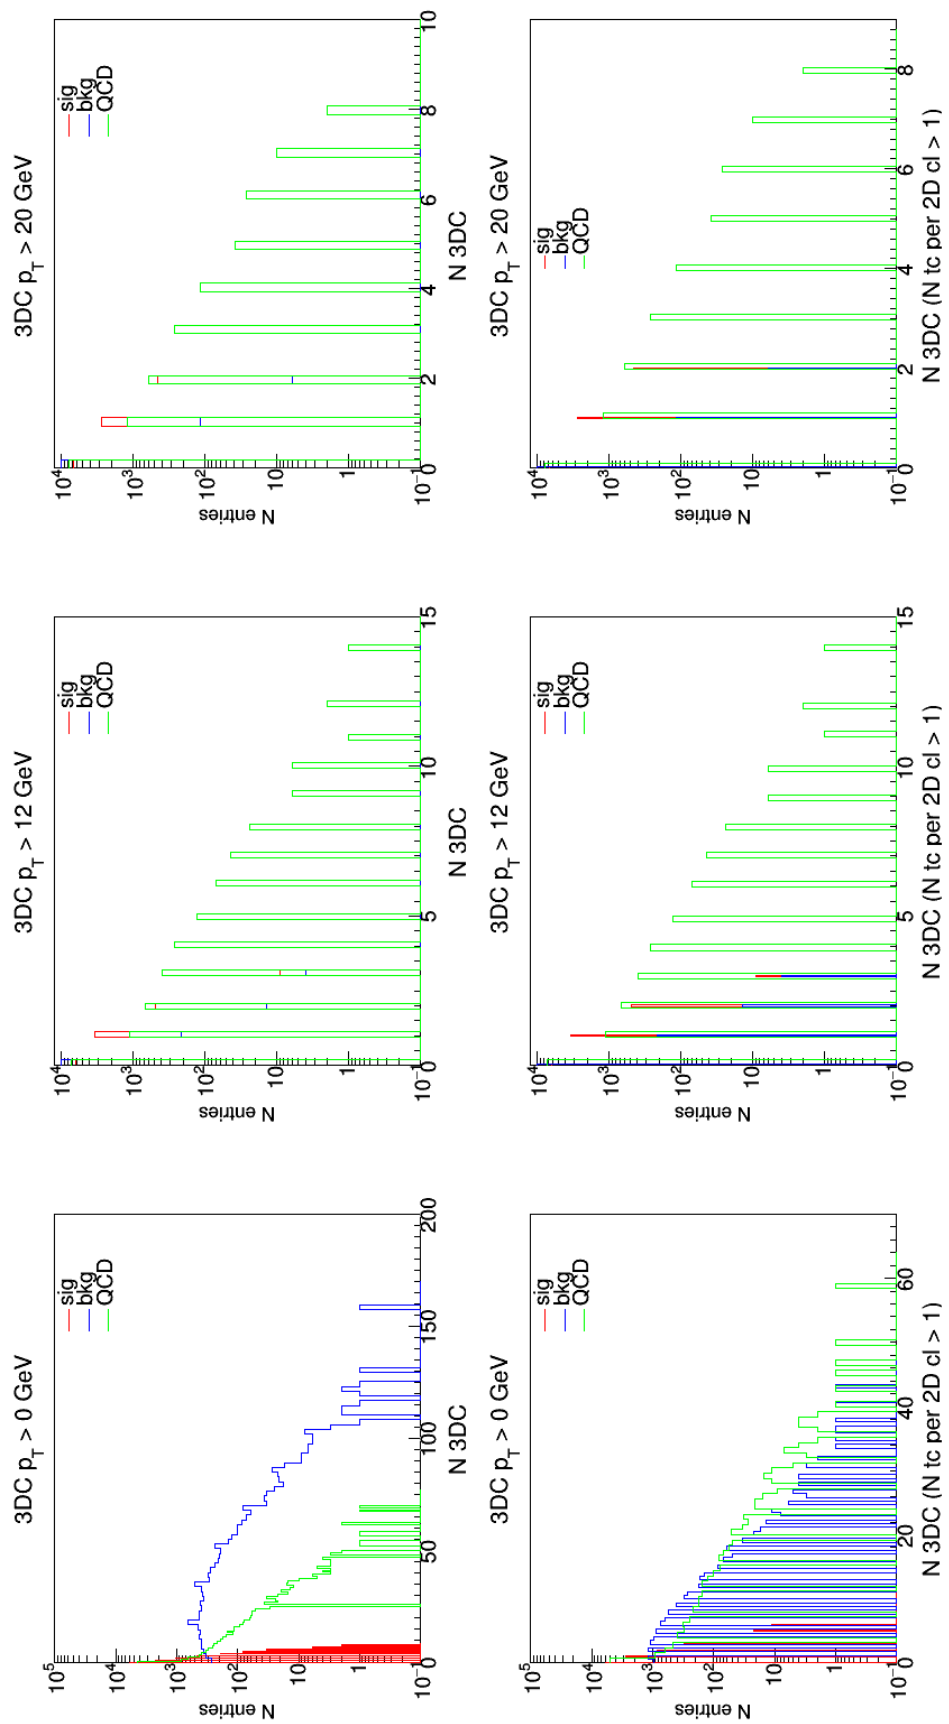 3DC p_T > 0 GeV
sig
bkg
QCD
N entries
10^5
10^4
10^3
10^2
10
1
10^-1
0 50 100 150 200
N 3DC
3DC p_T > 12 GeV
sig
bkg
QCD
N entries
10^4
10^3
10^2
10
1
10^-1
0 5 10 15
N 3DC
3DC p_T > 20 GeV
sig
bkg
QCD
N entries
10^4
10^3
10^2
10
1
10^-1
0 2 4 6 8 10
N 3DC
3DC p_T > 0 GeV
sig
bkg
QCD
N entries
10^5
10^4
10^3
10^2
10
1
10^-1
0 20 40 60
N 3DC (N tc per 2D cl > 1)
3DC p_T > 12 GeV
sig
bkg
QCD
N entries
10^4
10^3
10^2
10
1
10^-1
0 5 10 15
N 3DC (N tc per 2D cl > 1)
3DC p_T > 20 GeV
sig
bkg
QCD
N entries
10^4
10^3
10^2
10
1
10^-1
0 2 4 6 8
N 3DC (N tc per 2D cl > 1)